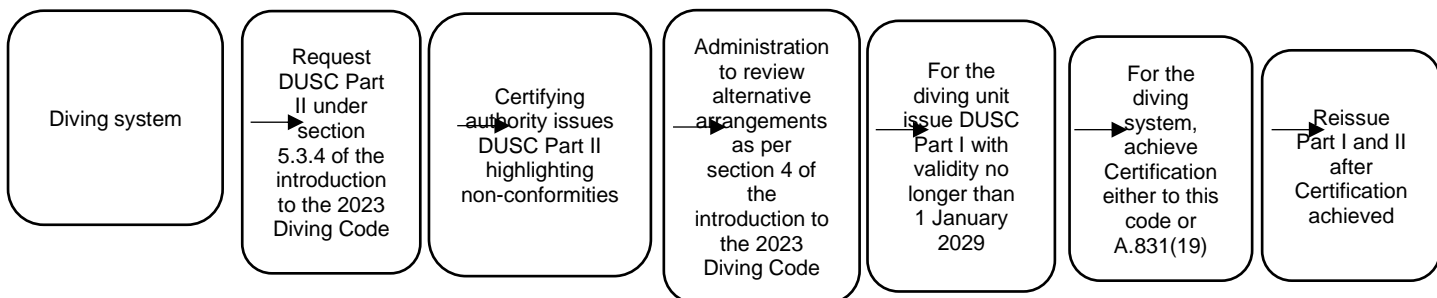 Diving system
Request
DUSC Part
II under
section
5.3.4 of the
introduction
to the 2023
Diving Code
Certifying
authority issues
DUSC Part II
highlighting
non-conformities
Administration
to review
alternative
arrangements
as per
section 4 of
the
introduction to
the 2023
Diving Code
For the
diving unit
issue DUSC
Part I with
validity no
longer than
1 January
2029
For the
diving
system,
achieve
Certification
either to this
code or
A.831(19)
Reissue
Part I and II
after
Certification
achieved